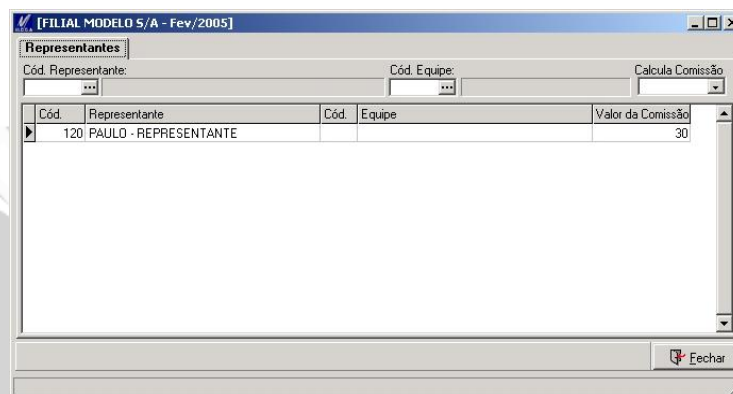 [FILIAL MODELO S/A - Fev/2005]
Representantes
Cód. Representante: Cód. Equipe: Calcula Comissão
Cód. Representante Cód. Equipe Valor da Comissão
120 PAULO - REPRESENTANTE 30
Fechar